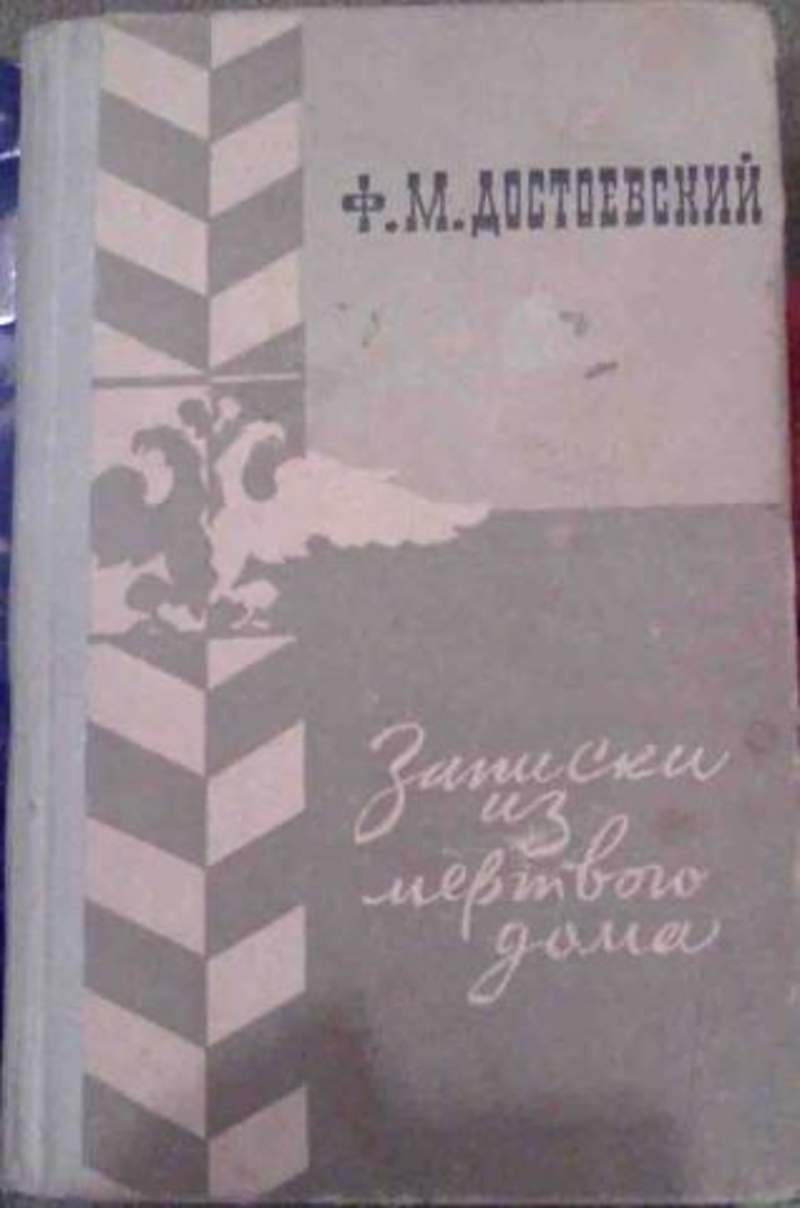 Ф.М.ДОСТОЕВСКИЙ
Записки
из
мертвого
дома